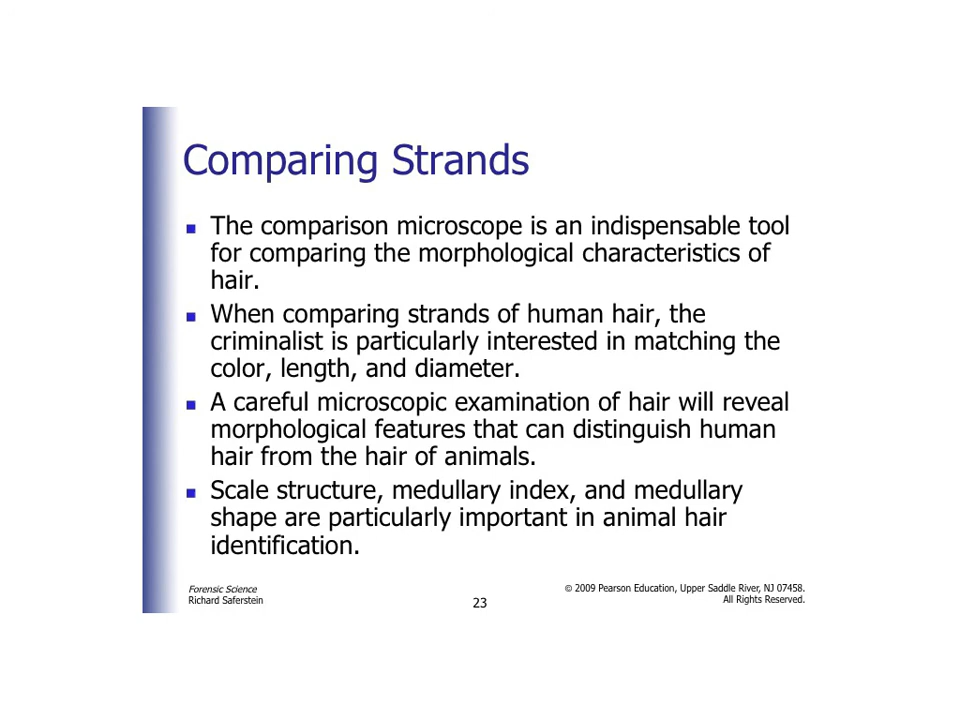 Comparing Strands
The comparison microscope is an indispensable tool
for comparing the morphological characteristics of
hair.
When comparing strands of human hair, the
criminalist is particularly interested in matching the
color, length, and diameter.
A careful microscopic examination of hair will reveal
morphological features that can distinguish human
hair from the hair of animals.
Scale structure, medullary index, and medullary
shape are particularly important in animal hair
identification.
Forensic Science
Richard Saferstein
23
© 2009 Pearson Education, Upper Saddle River, NJ 07458.
All Rights Reserved.